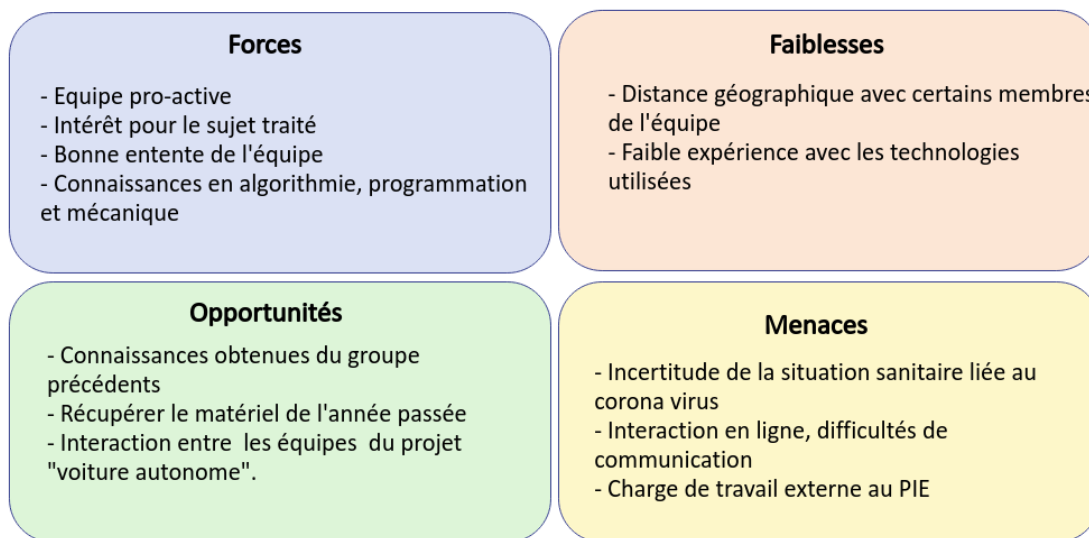 Forces
- Equipe pro-active
- Intérêt pour le sujet traité
- Bonne entente de l'équipe
- Connaissances en algorithmie, programmation
et mécanique
Faiblesses
- Distance géographique avec certains membres
de l'équipe
- Faible expérience avec les technologies
utilisées
Opportunités
- Connaissances obtenues du groupe
précédents
- Récupérer le matériel de l'année passée
- Interaction entre les équipes du projet
"voiture autonome".
Menaces
- Incertitude de la situation sanitaire liée au
corona virus
- Interaction en ligne, difficultés de
communication
- Charge de travail externe au PIE